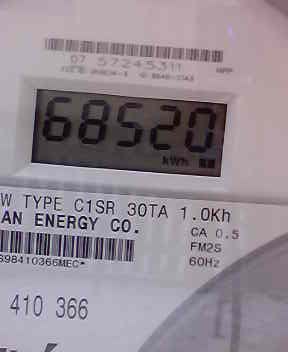 07 57245311
68520
kWh
W TYPE C1SR 30TA 1.0Kh
AN ENERGY CO.
CA 0.5
FM2S
60Hz
698410366MEC*
410 366